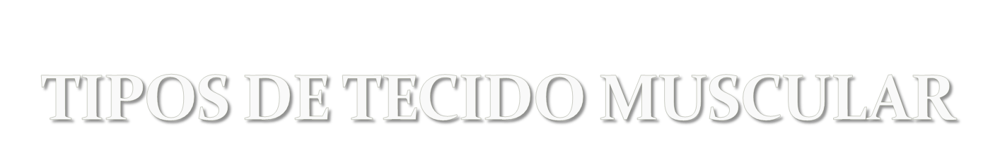 TIPOS DE TECIDO MUSCULAR